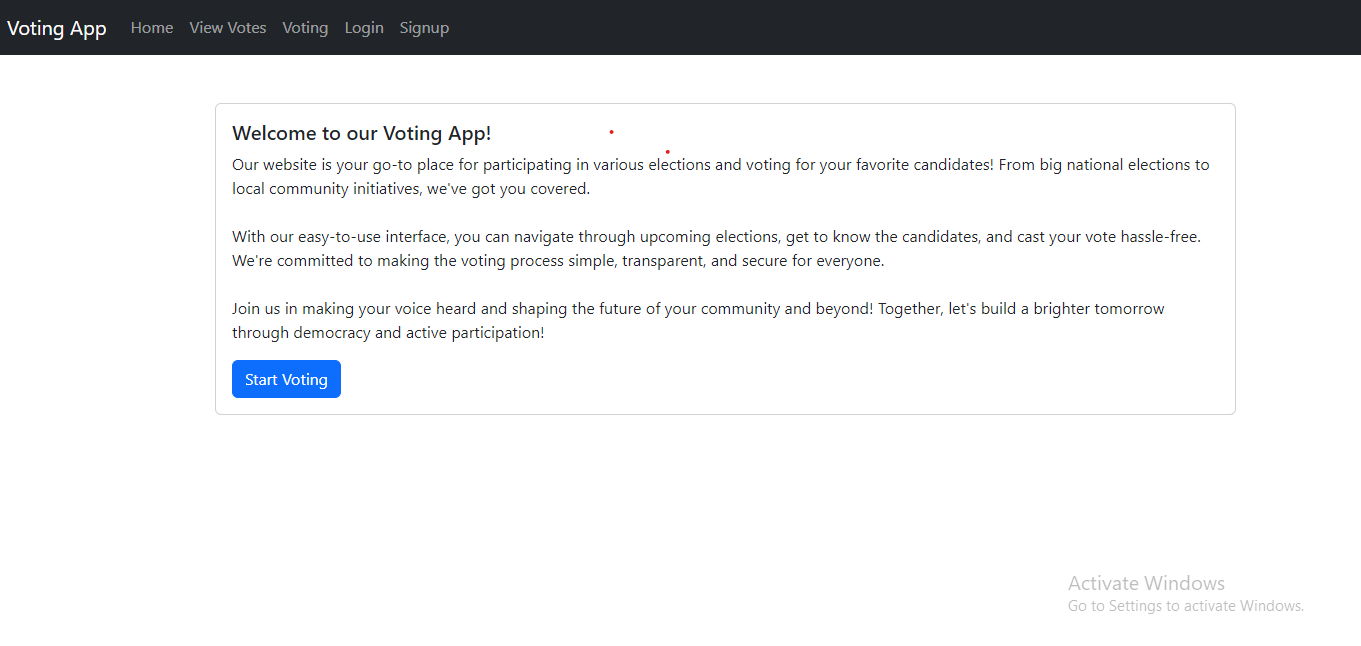 Voting App Home View Votes Voting Login Signup
Welcome to our Voting App!
Our website is your go-to place for participating in various elections and voting for your favorite candidates! From big national elections to
local community initiatives, we've got you covered.
With our easy-to-use interface, you can navigate through upcoming elections, get to know the candidates, and cast your vote hassle-free.
We're committed to making the voting process simple, transparent, and secure for everyone.
Join us in making your voice heard and shaping the future of your community and beyond! Together, let's build a brighter tomorrow
through democracy and active participation!
Start Voting
Activate Windows
Go to Settings to activate Windows.